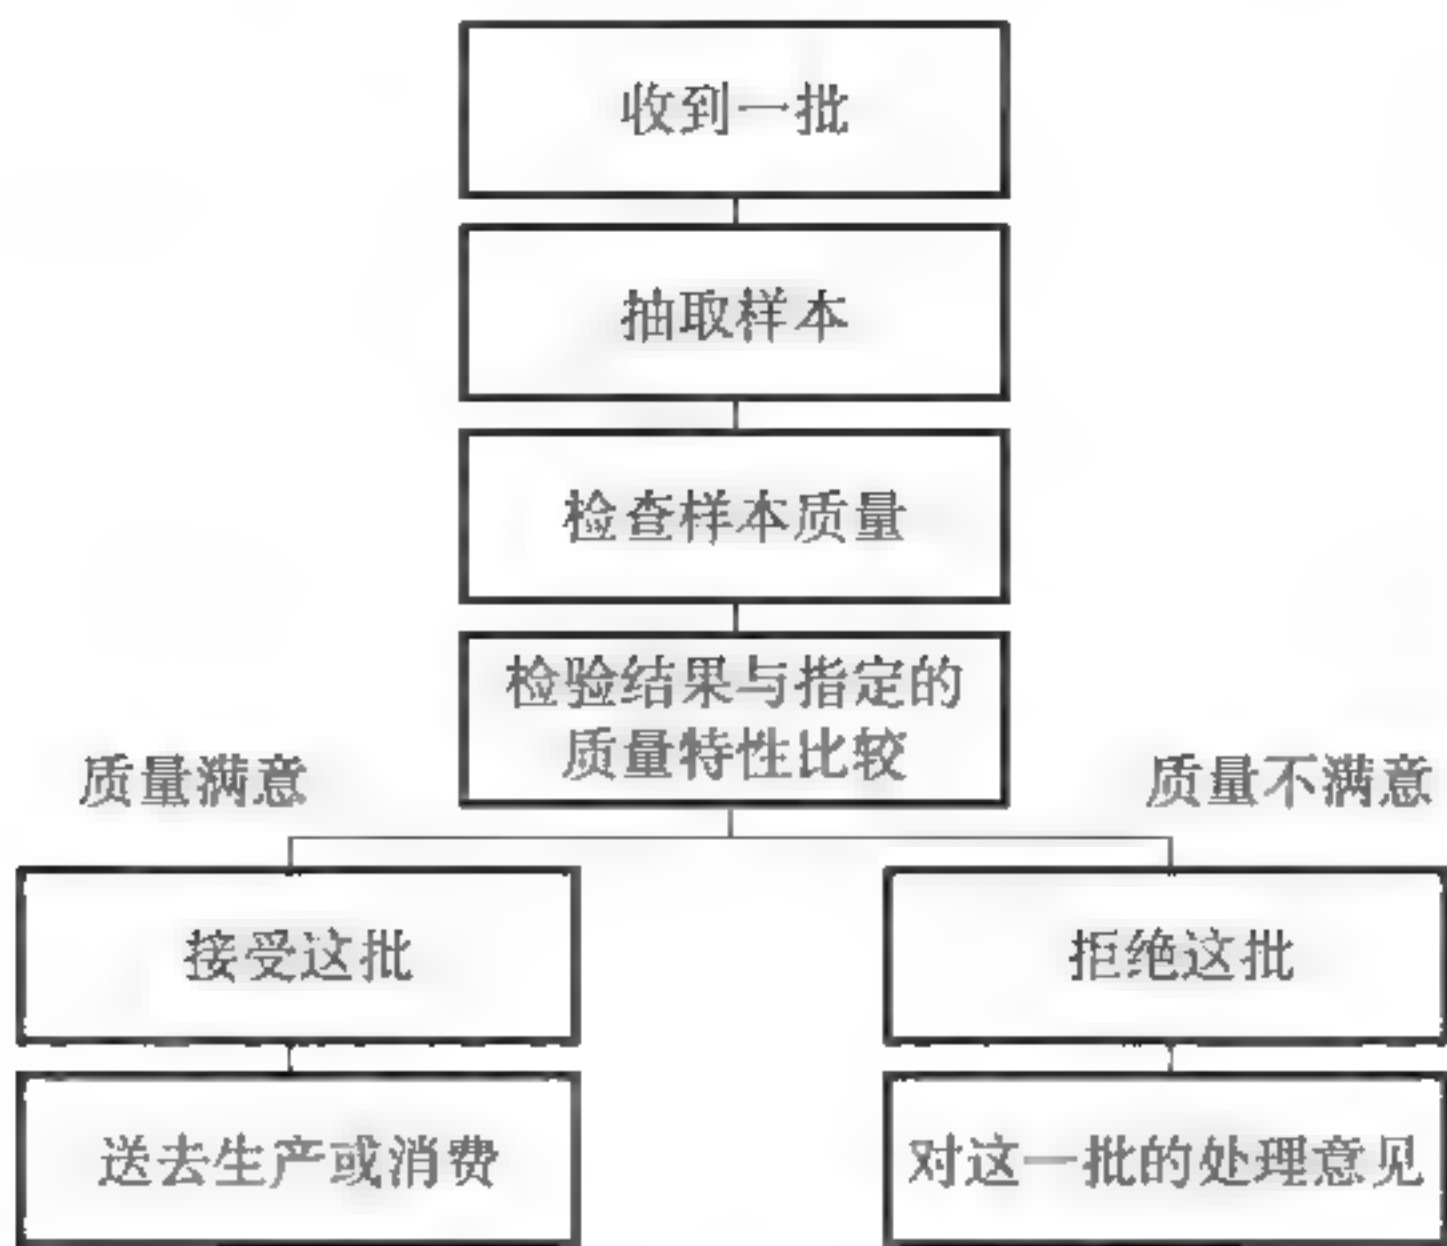 收到一批
抽取样本
检查样本质量
检验结果与指定的
质量特性比较
质量满意
质量不满意
接受这批
拒绝这批
送去生产或消费
对这一批的处理意见